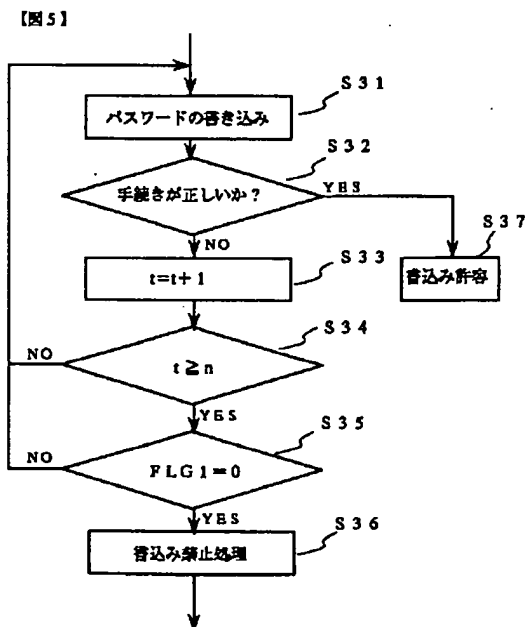 【図5】
S31
パスワードの書き込み
S32
手続きが正しいか？
YES
S37
NO
S33
t=t+1
書込み許容
S34
NO
t≧n
YES
S35
NO
FLG1=0
YES
S36
書込み禁止処理